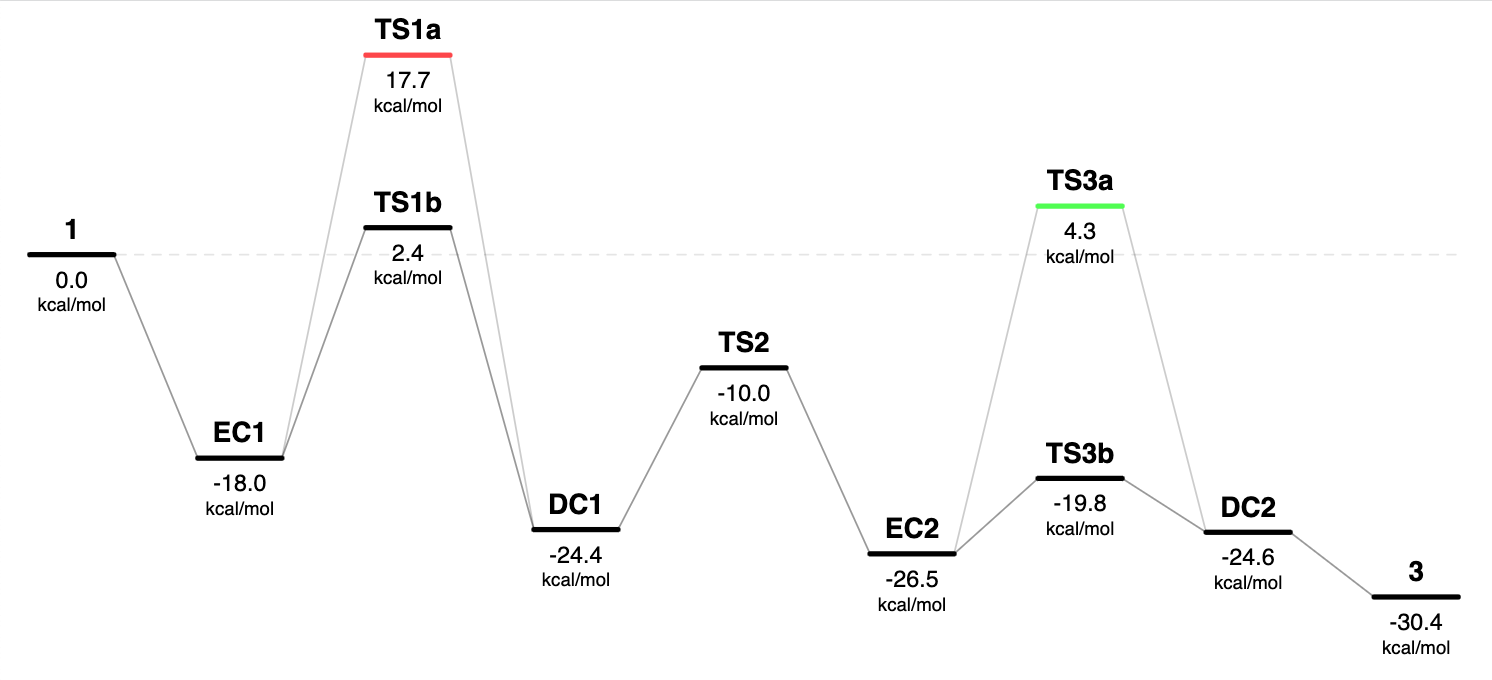 1
0.0
kcal/mol
EC1
-18.0
kcal/mol
TS1a
17.7
kcal/mol
TS1b
2.4
kcal/mol
DC1
-24.4
kcal/mol
TS2
-10.0
kcal/mol
EC2
-26.5
kcal/mol
TS3a
4.3
kcal/mol
TS3b
-19.8
kcal/mol
DC2
-24.6
kcal/mol
3
-30.4
kcal/mol